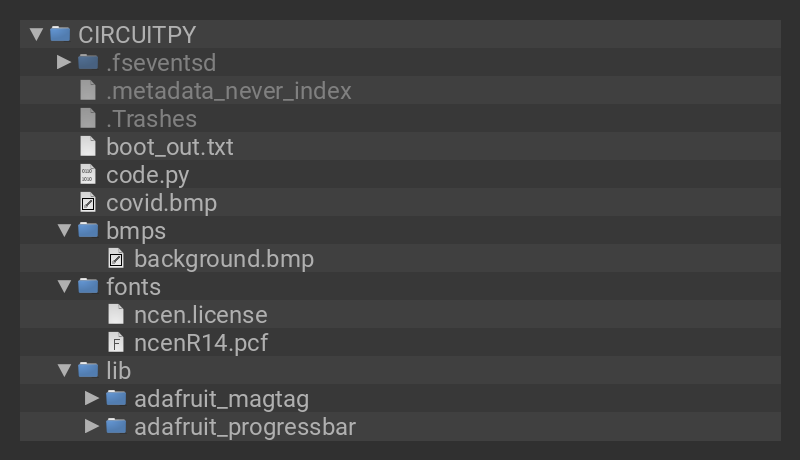 CIRCUITPY
.fseventsd
.metadata_never_index
.Trashes
boot_out.txt
code.py
covid.bmp
bmps
background.bmp
fonts
ncen.license
ncenR14.pcf
lib
adafruit_magtag
adafruit_progressbar